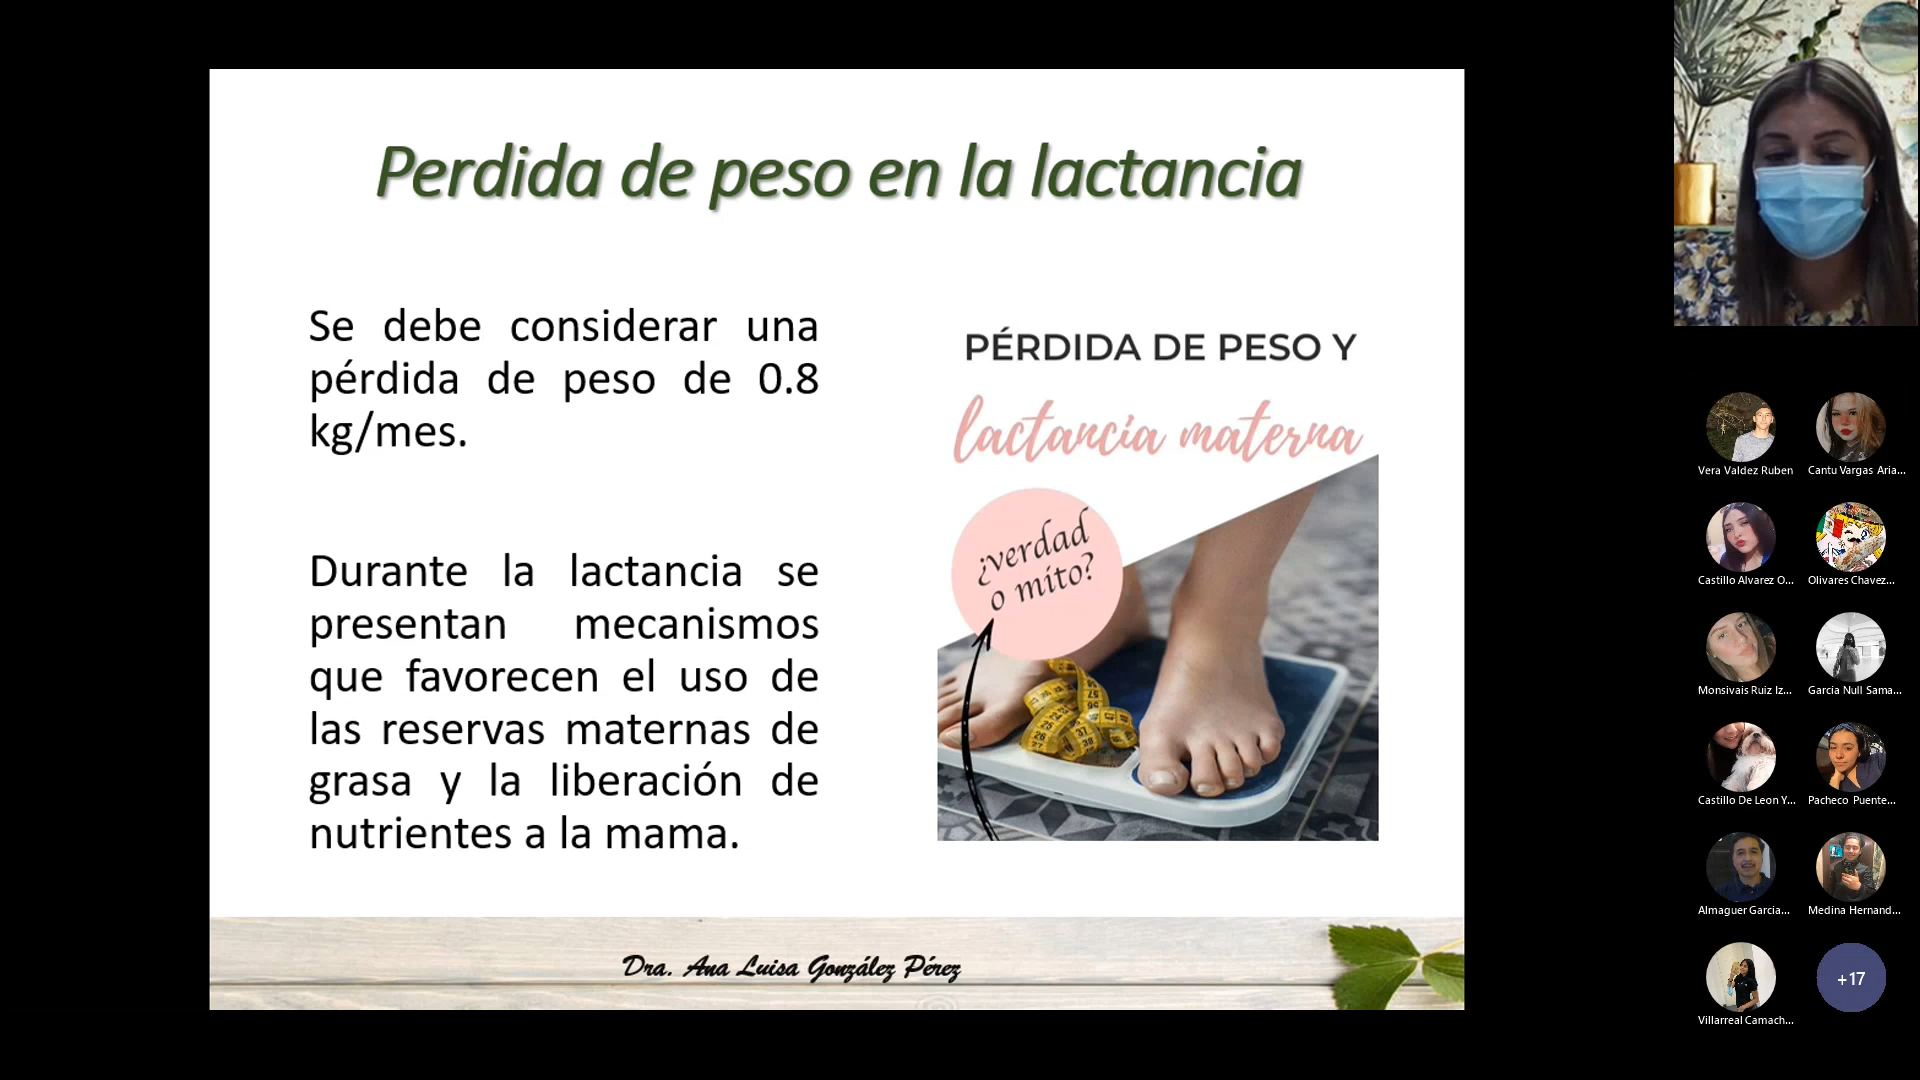 Perdida de peso en la lactancia
Se debe considerar una
pérdida de peso de 0.8
kg/mes.
Durante la lactancia se
presentan mecanismos
que favorecen el uso de
las reservas maternas de
grasa y la liberación de
nutrientes a la mama.
PÉRDIDA DE PESO Y
lactancia materna
¿verdad
o mito?
Dra. Ana Luisa González Pérez
Vera Valdez Ruben
Cantu Vargas Aria...
Castillo Alvarez O...
Olivares Chavez...
Monsivais Ruiz Iz...
Garcia Null Sama...
Castillo De Leon Y...
Pacheco Puente...
Almaguer Garcia...
Medina Hernand...
Villarreal Camach...
+17